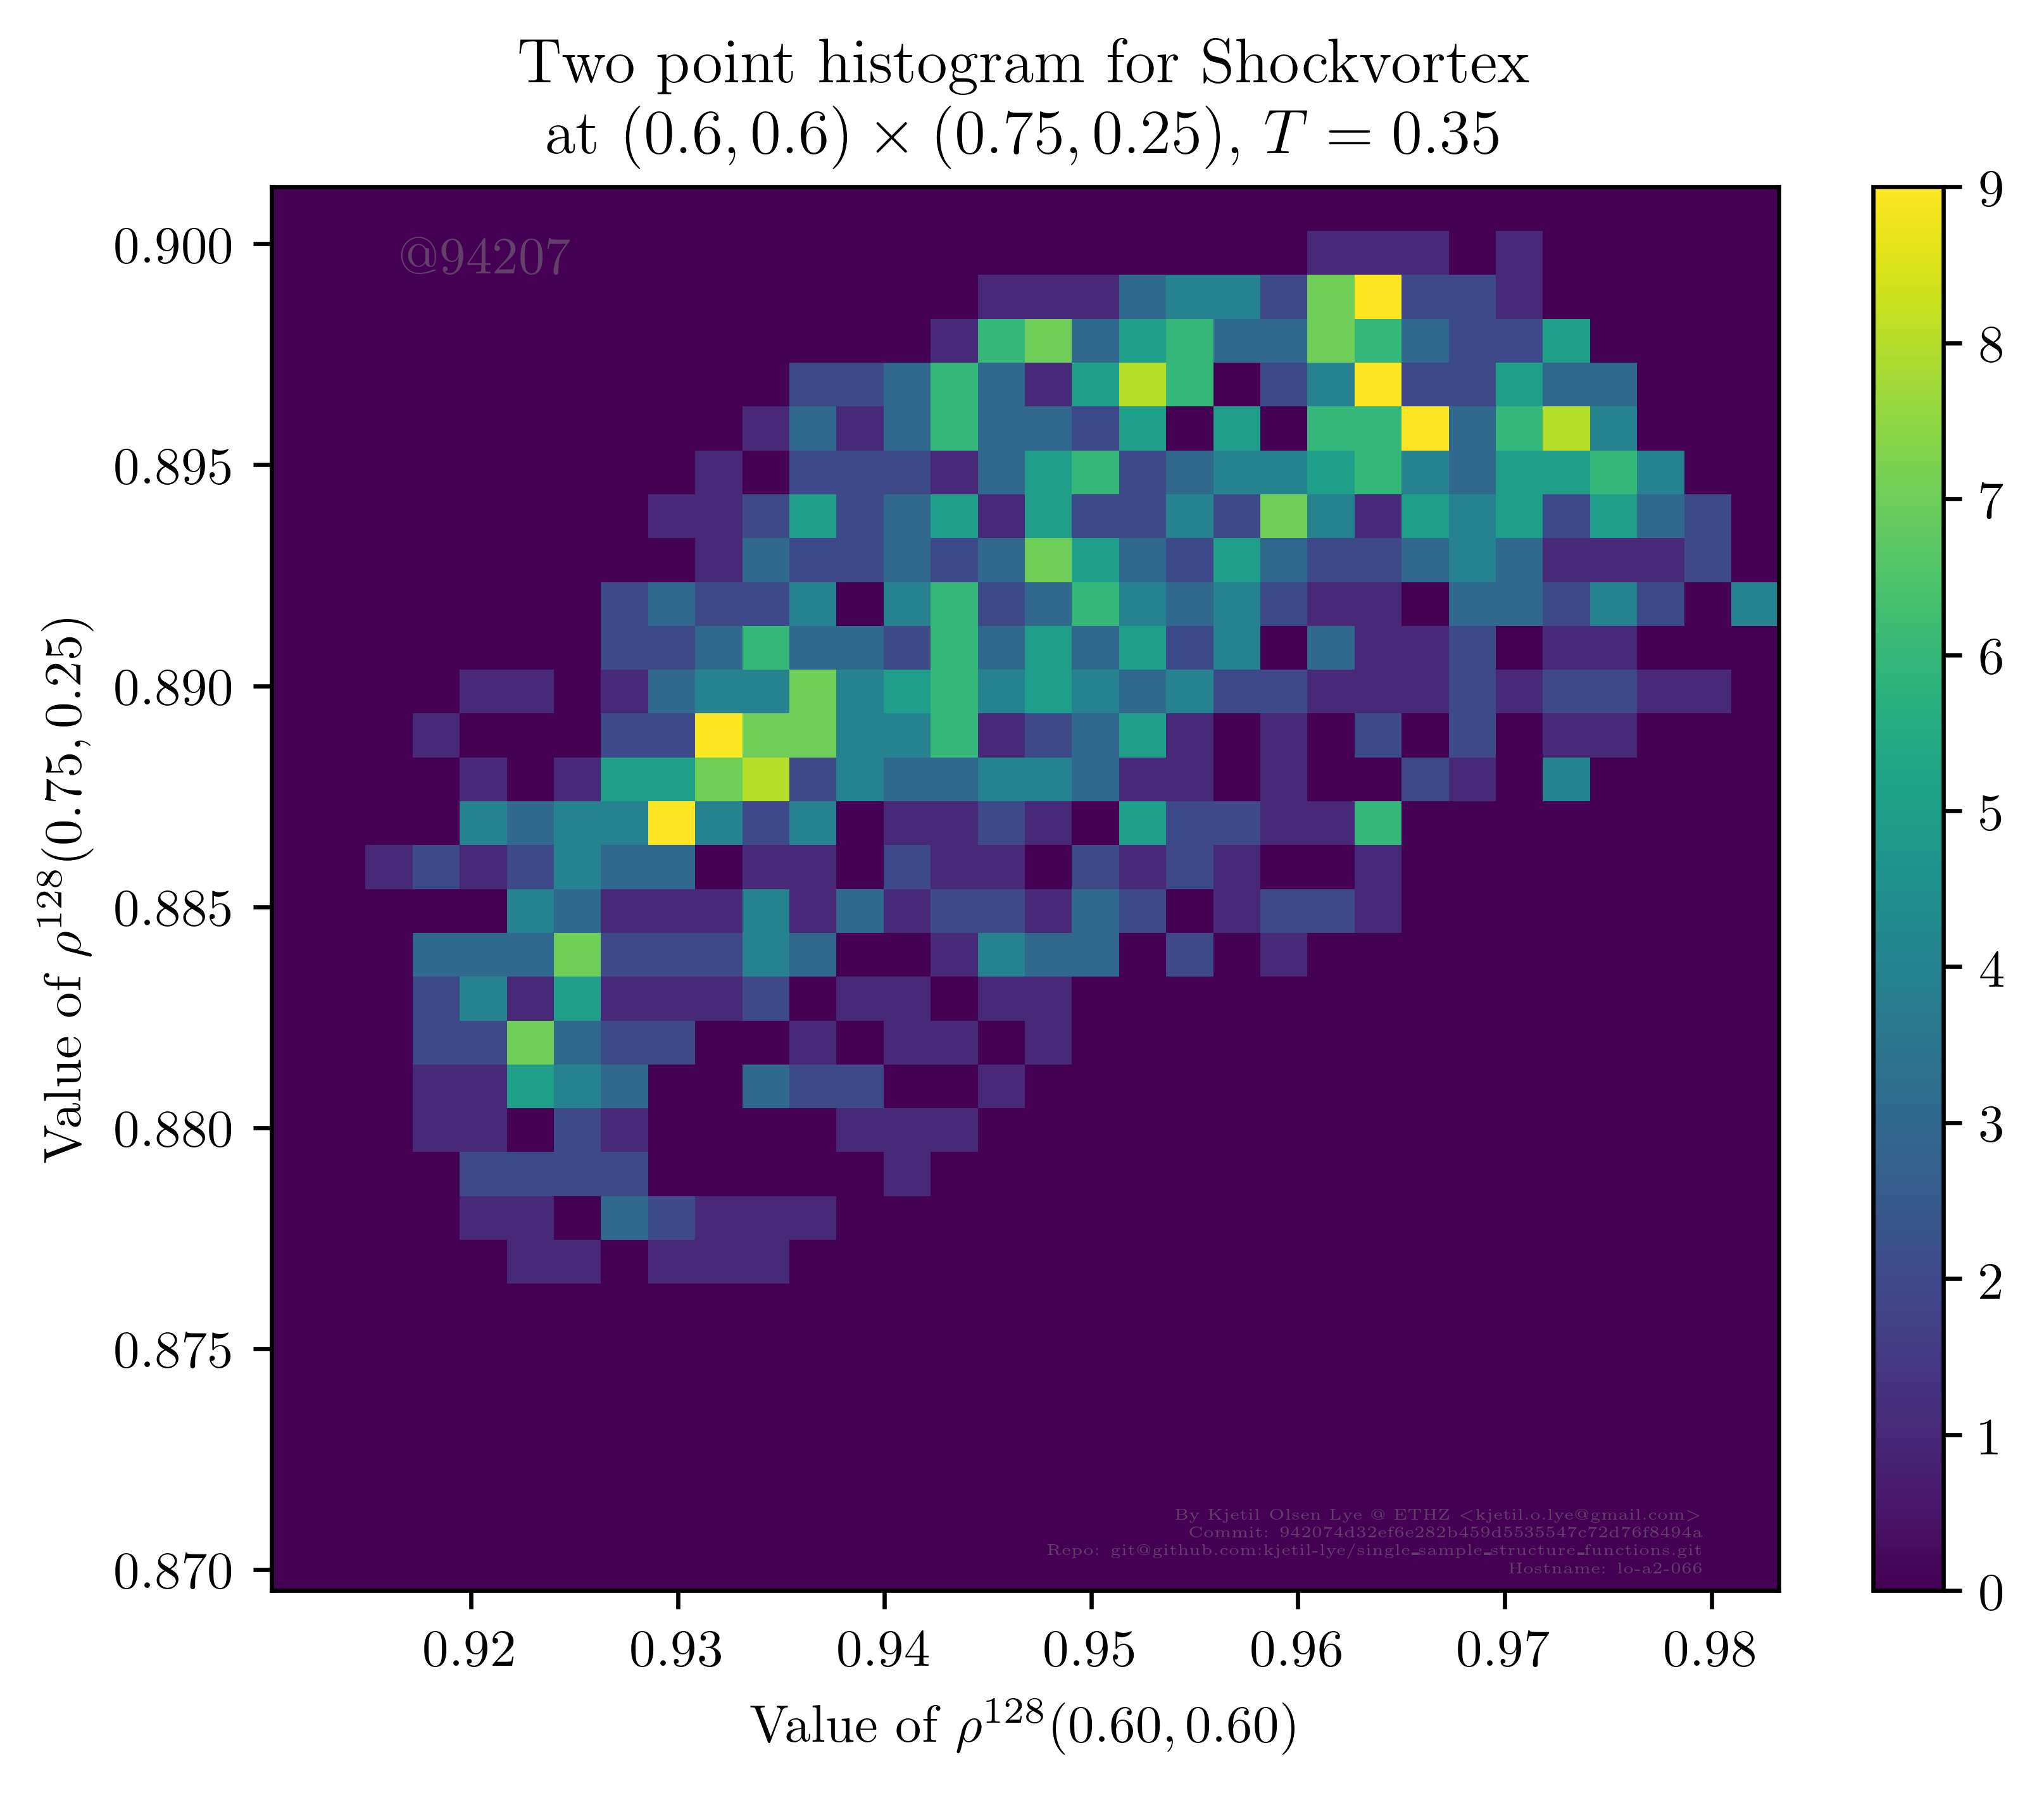 Two point histogram for Shockvortex
at (0.6, 0.6) × (0.75, 0.25), T = 0.35
@94207
9
8
7
6
5
4
3
2
1
0
0.900
0.895
0.890
0.885
0.880
0.875
0.870
Value of ρ¹²⁸(0.75, 0.25)
By Kjetil Olsen Lye @ ETHZ <kjetil.o.lye@gmail.com>
Commit: 942074d32ef6e282b459d5535547c72d76f8494a
Repo: git@github.com:kjetil-lye/single_sample_structure_functions.git
Hostname: lo-a2-066
0.92 0.93 0.94 0.95 0.96 0.97 0.98
Value of ρ¹²⁸(0.60, 0.60)